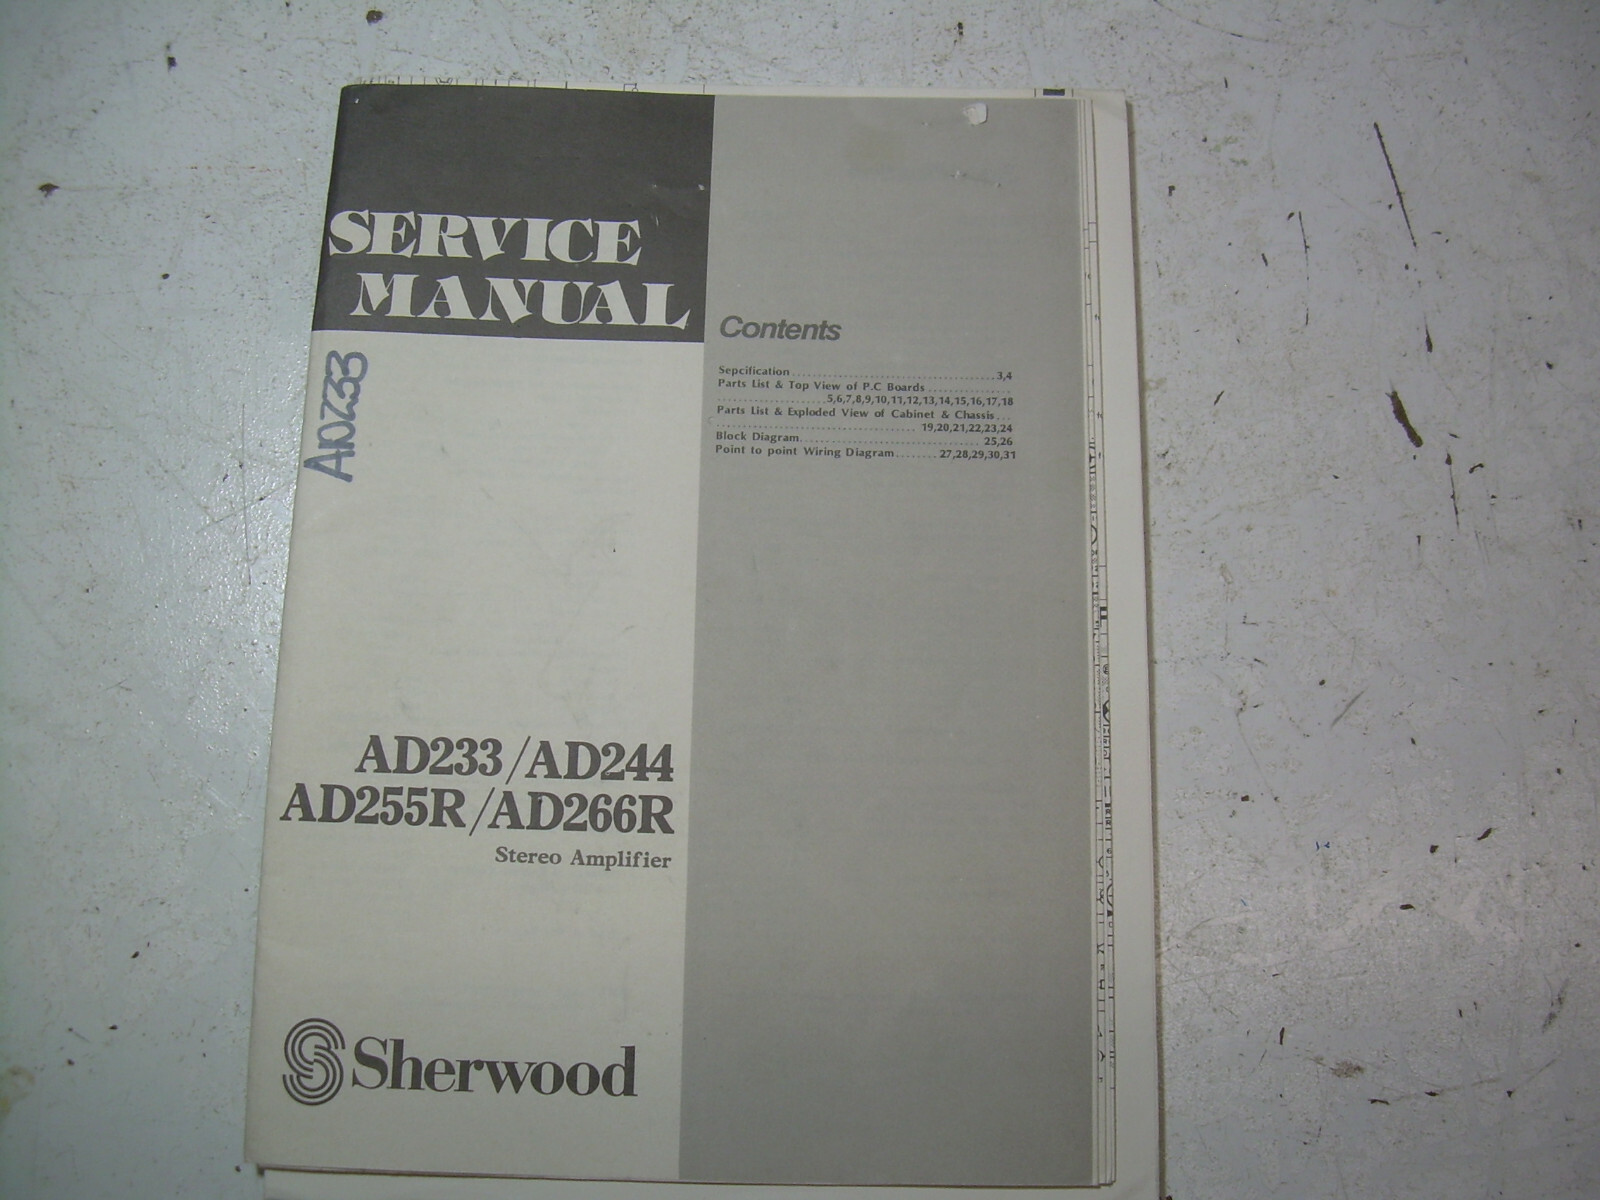 SERVICE
MANUAL
AD233
Contents
Sepcification ........................................ 3,4
Parts List & Top View of P.C Boards ................
........................ 5,6,7,8,9,10,11,12,13,14,15,16,17,18
Parts List & Exploded View of Cabinet & Chassis...
........................................ 19,20,21,22,23,24
Block Diagram........................................ 25,26
Point to point Wiring Diagram........ 27,28,29,30,31
AD233/AD244
AD255R/AD266R
Stereo Amplifier
Sherwood